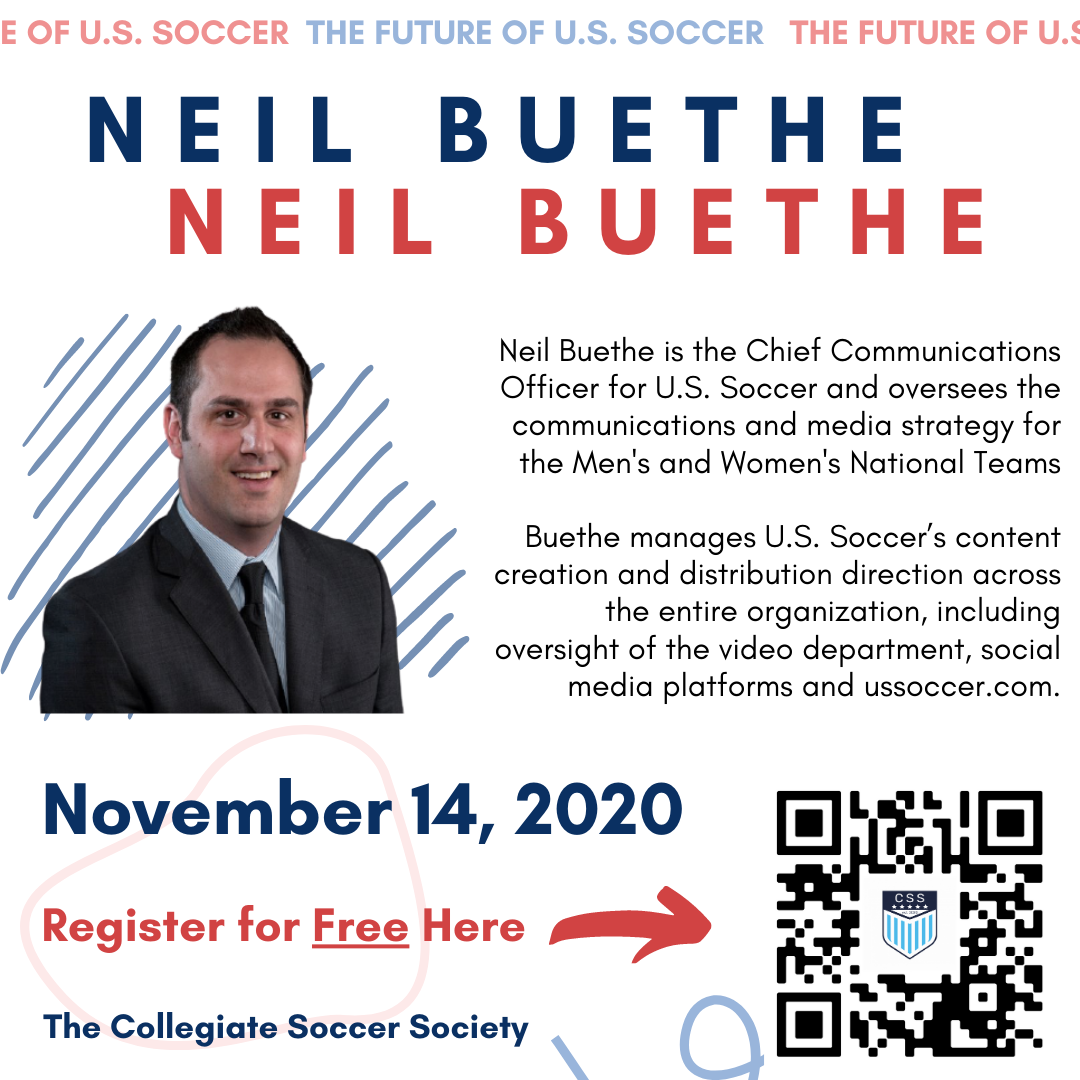 E OF U.S. SOCCER THE FUTURE OF U.S. SOCCER THE FUTURE OF U.S
NEIL BUETHE
NEIL BUETHE
Neil Buethe is the Chief Communications
Officer for U.S. Soccer and oversees the
communications and media strategy for
the Men's and Women's National Teams
Buethe manages U.S. Soccer’s content
creation and distribution direction across
the entire organization, including
oversight of the video department, social
media platforms and ussoccer.com.
November 14, 2020
Register for Free Here
CSS
The Collegiate Soccer Society